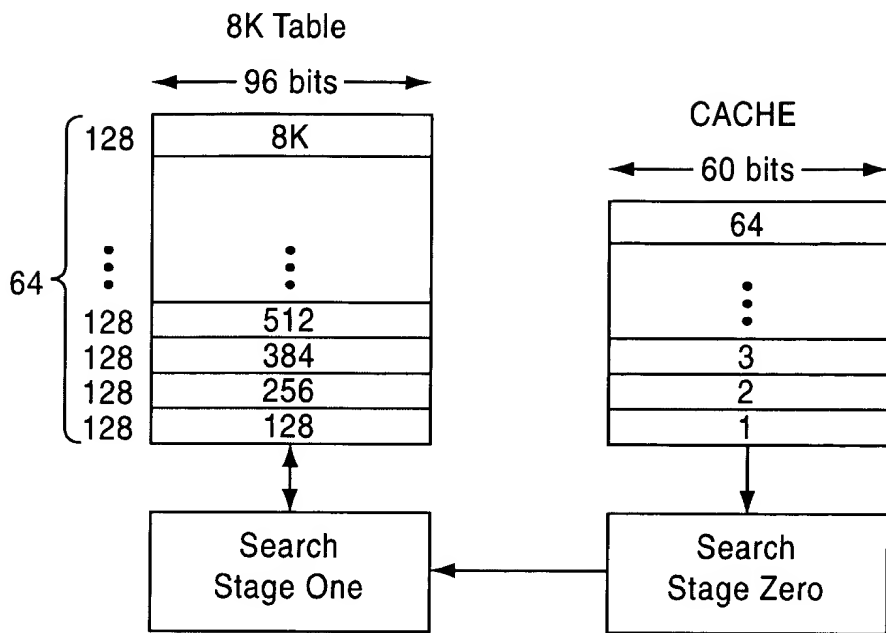 8K Table
96 bits
128
8K
64
128
512
128
384
128
256
128
128
Search
Stage One
CACHE
60 bits
64
3
2
1
Search
Stage Zero